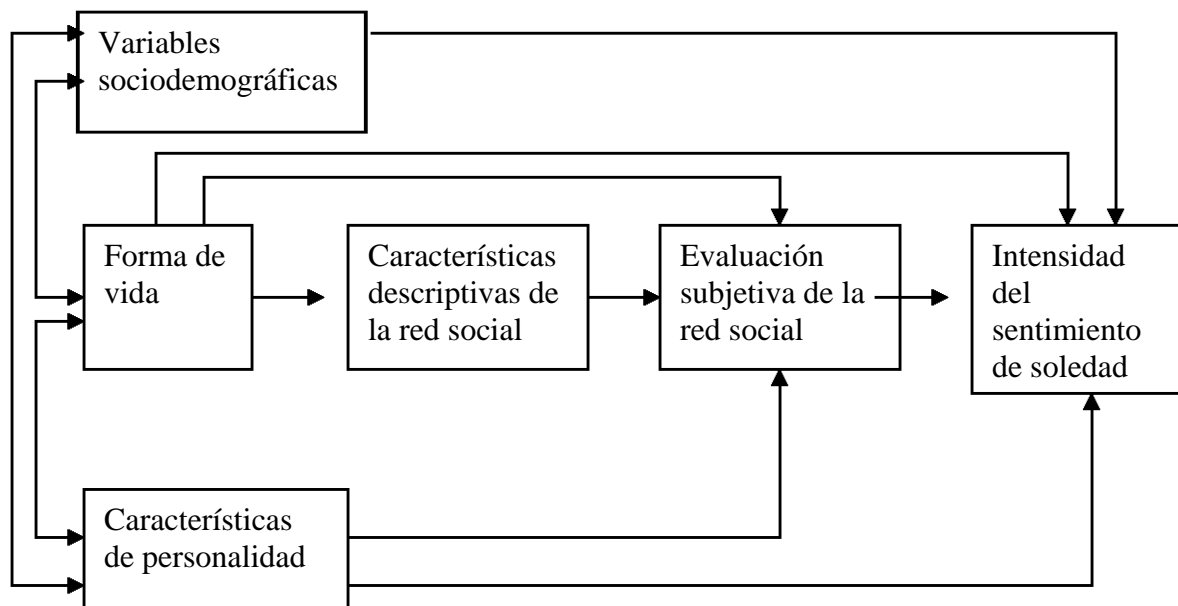 Variables
sociodemográficas
Forma de
vida
Características
descriptivas de
la red social
Evaluación
subjetiva de la
red social
Intensidad
del
sentimiento
de soledad
Características
de personalidad